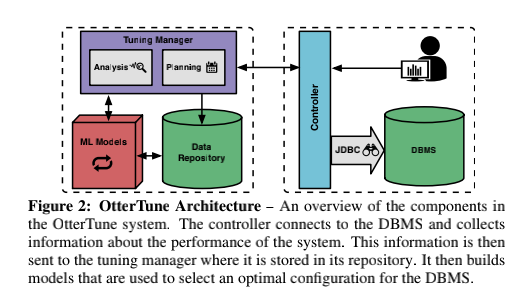 Tuning Manager
Analysis
Planning
ML Models
Data
Repository
Controller
JDBC
DBMS
Figure 2: OtterTune Architecture – An overview of the components in
the OtterTune system. The controller connects to the DBMS and collects
information about the performance of the system. This information is then
sent to the tuning manager where it is stored in its repository. It then builds
models that are used to select an optimal configuration for the DBMS.